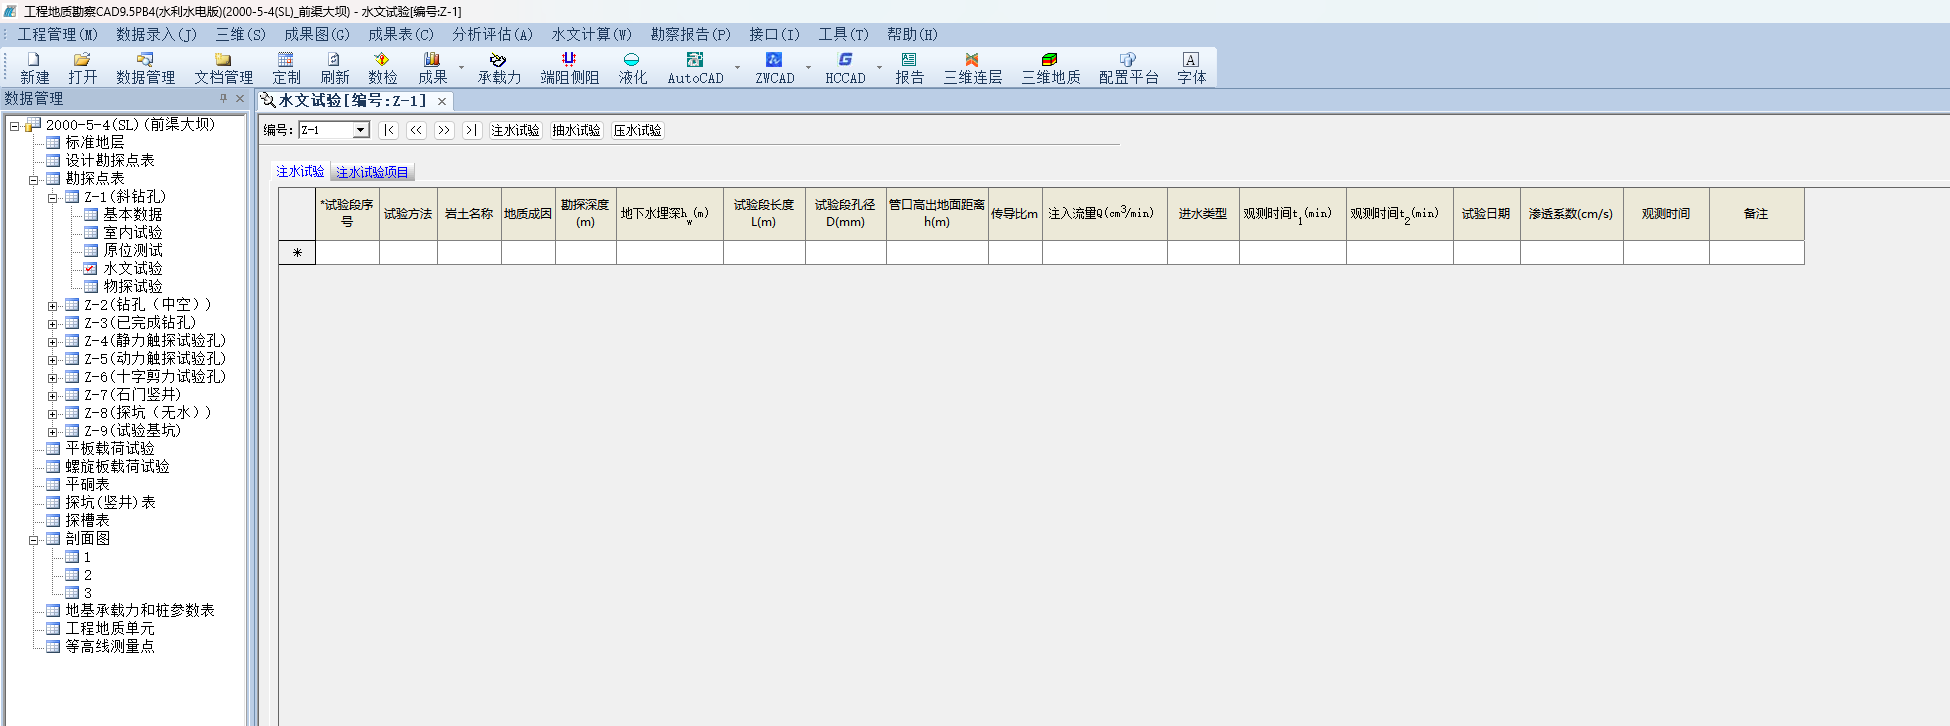 工程地质勘察CAD9.5PB4(水利水电版)(2000-5-4(SL)_前渠大坝) - 水文试验[编号:Z-1]
工程管理(M) 数据录入(J) 三维(S) 成果图(G) 成果表(C) 分析评估(A) 水文计算(W) 勘察报告(P) 接口(I) 工具(T) 帮助(H)
新建 打开 数据管理 文档管理 定制 刷新 数检 成果 承载力 端阻侧阻 液化 AutoCAD ZWCAD HCCAD 报告 三维连层 三维地质 配置平台 字体
数据管理
水文试验[编号:Z-1]
编号: Z-1 |< << >> >| 注水试验 抽水试验 压水试验
注水试验 注水试验项目
*试验段序号 试验方法 岩土名称 地质成因 勘探深度(m) 地下水埋深hw(m) 试验段长度L(m) 试验段孔径D(mm) 管口高出地面距离h(m) 传导比m 注入流量Q(cm3/min) 进水类型 观测时间t1(min) 观测时间t2(min) 试验日期 渗透系数(cm/s) 观测时间 备注
*
2000-5-4(SL)(前渠大坝)
标准地层
设计勘探点表
勘探点表
Z-1(斜钻孔)
基本数据
室内试验
原位测试
水文试验
物探试验
Z-2(钻孔（中空）)
Z-3(已完成钻孔)
Z-4(静力触探试验孔)
Z-5(动力触探试验孔)
Z-6(十字剪力试验孔)
Z-7(石门竖井)
Z-8(探坑（无水）)
Z-9(试验基坑)
平板载荷试验
螺旋板载荷试验
平硐表
探坑(竖井)表
探槽表
剖面图
1
2
3
地基承载力和桩参数表
工程地质单元
等高线测量点